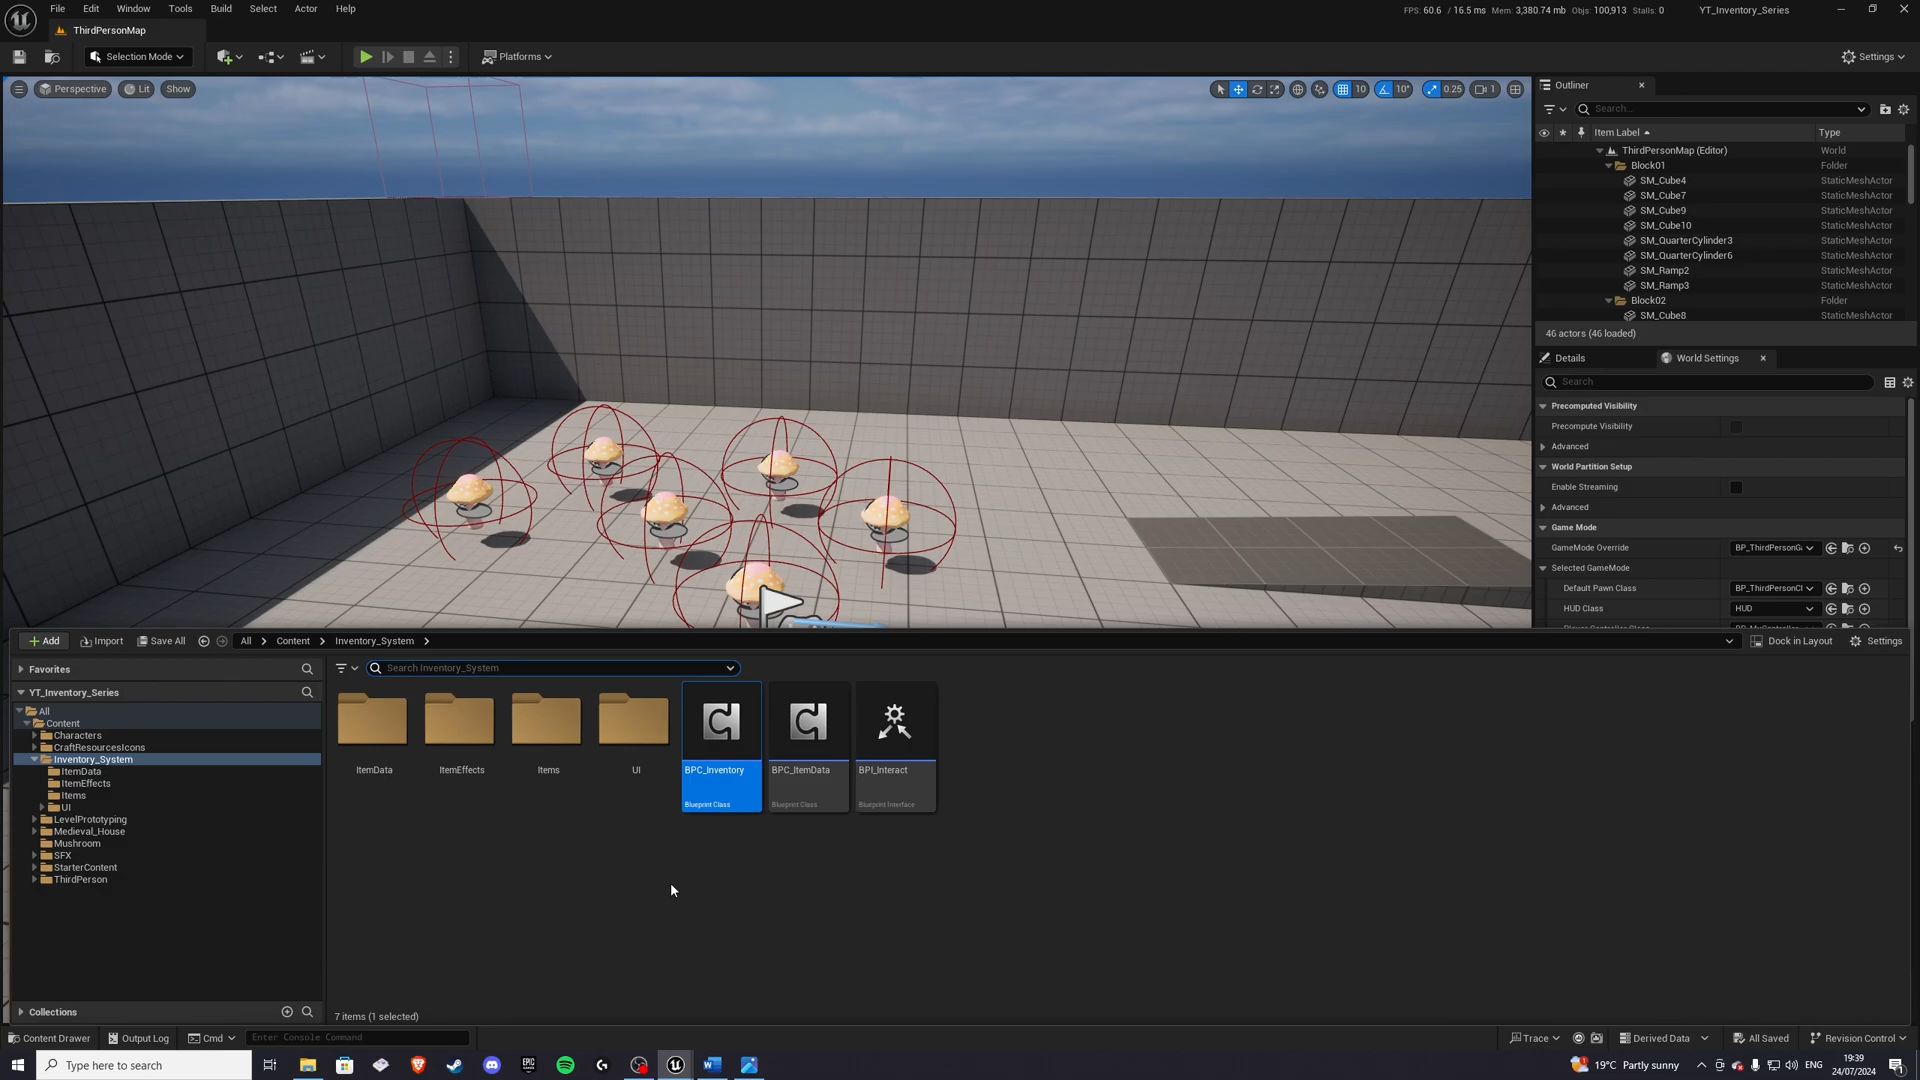 File Edit Window Tools Build Select Actor Help
FPS: 60.6 / 16.5 ms Mem: 3,380.74 mb Objs: 100,913 Stalls: 0 YT_Inventory_Series
ThirdPersonMap
Selection Mode Platforms Settings
Perspective Lit Show 10 10° 0.25 1
Outliner
Search...
Item Label Type
ThirdPersonMap (Editor) World
Block01 Folder
SM_Cube4 StaticMeshActor
SM_Cube7 StaticMeshActor
SM_Cube9 StaticMeshActor
SM_Cube10 StaticMeshActor
SM_QuarterCylinder3 StaticMeshActor
SM_QuarterCylinder6 StaticMeshActor
SM_Ramp2 StaticMeshActor
SM_Ramp3 StaticMeshActor
Block02 Folder
SM_Cube8 StaticMeshActor
46 actors (46 loaded)
Details World Settings
Search
Precomputed Visibility
Precompute Visibility
Advanced
World Partition Setup
Enable Streaming
Advanced
Game Mode
GameMode Override BP_ThirdPersonG
Selected GameMode
Default Pawn Class BP_ThirdPersonCl
HUD Class HUD
Add Import Save All All Content Inventory_System Dock in Layout Settings
Favorites
YT_Inventory_Series
All
Content
Characters
CraftResourcesIcons
Inventory_System
ItemData
ItemEffects
Items
UI
LevelPrototyping
Medieval_House
Mushroom
SFX
StarterContent
ThirdPerson
Collections
Search Inventory_System
ItemData ItemEffects Items UI BPC_Inventory BPC_ItemData BPI_Interact
Blueprint Class Blueprint Class Blueprint Interface
7 items (1 selected)
Content Drawer Output Log Cmd Enter Console Command Trace Derived Data All Saved Revision Control
Type here to search 19°C Partly sunny ENG 19:39
24/07/2024